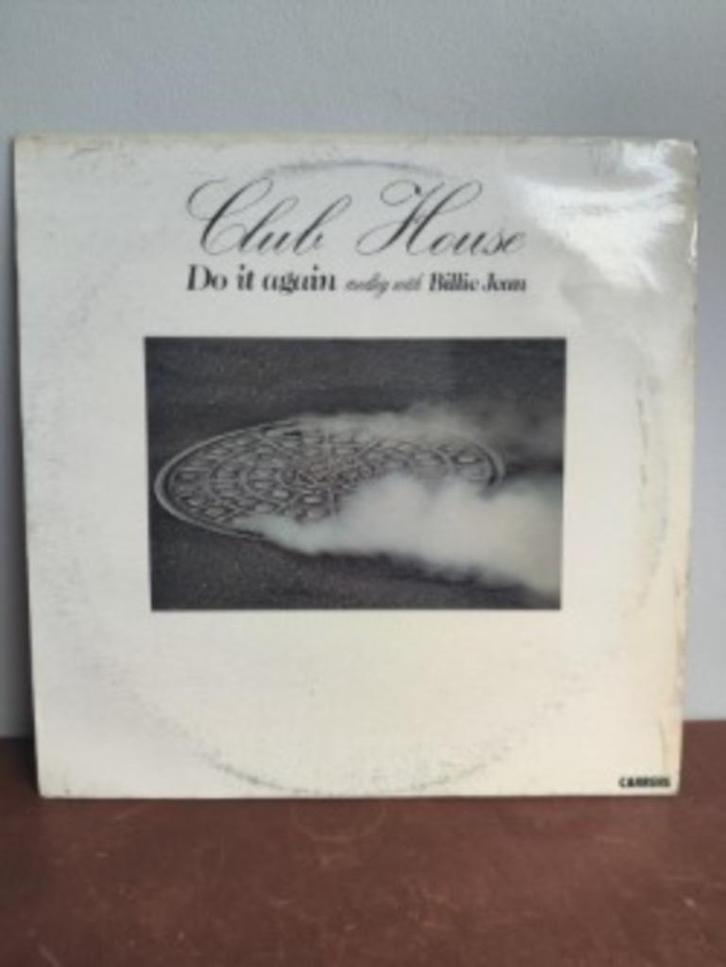 Club House
Do it again medley with Billie Jean
CARRERE